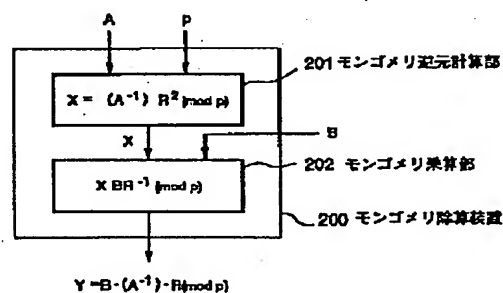 A P
201 モンゴメリ逆元計算部
X = (A⁻¹) R² (mod p)
X B
202 モンゴメリ乗算部
X BR⁻¹ (mod p)
200 モンゴメリ除算装置
Y = B - (A⁻¹) - R (mod p)